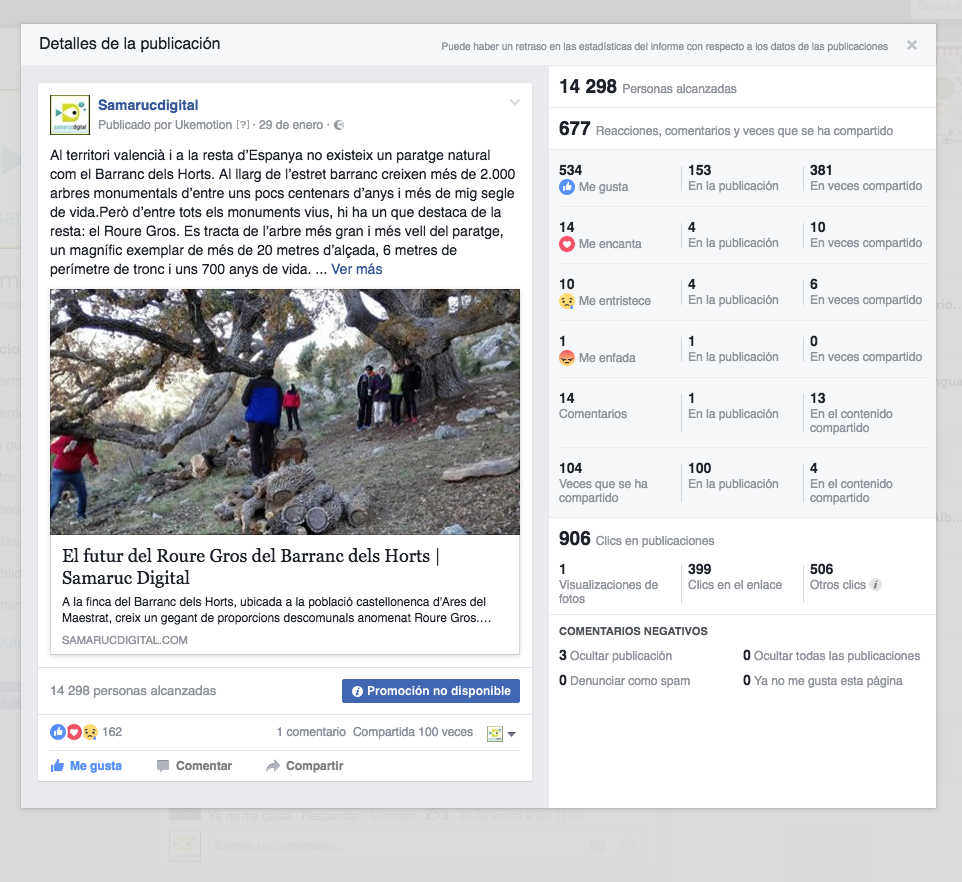 Detalles de la publicación
Puede haber un retraso en las estadísticas del informe con respecto a los datos de las publicaciones
Samarucdigital
Publicado por Ukemotion [?] · 29 de enero ·
Al territori valencià i a la resta d'Espanya no existeix un paratge natural
com el Barranc dels Horts. Al llarg de l'estret barranc creixen més de 2.000
arbres monumentals d'entre uns pocs centenars d'anys i més de mig segle
de vida.Però d'entre tots els monuments vius, hi ha un que destaca de la
resta: el Roure Gros. Es tracta de l'arbre més gran i més vell del paratge,
un magnífic exemplar de més de 20 metres d'alçada, 6 metres de
perímetre de tronc i uns 700 anys de vida. ... Ver más
El futur del Roure Gros del Barranc dels Horts |
Samaruc Digital
A la finca del Barranc dels Horts, ubicada a la població castellonenca d'Ares del
Maestrat, creix un gegant de proporcions descomunals anomenat Roure Gros....
SAMARUCDIGITAL.COM
14 298 personas alcanzadas
Promoción no disponible
162
1 comentario Compartida 100 veces
Me gusta Comentar Compartir
14 298 Personas alcanzadas
677 Reacciones, comentarios y veces que se ha compartido
534 153 381
Me gusta En la publicación En veces compartido
14 4 10
Me encanta En la publicación En veces compartido
10 4 6
Me entristece En la publicación En veces compartido
1 1 0
Me enfada En la publicación En veces compartido
14 1 13
Comentarios En la publicación En el contenido
compartido
104 100 4
Veces que se ha En la publicación En el contenido
compartido compartido
906 Clics en publicaciones
1 399 506
Visualizaciones de Clics en el enlace Otros clics
fotos
COMENTARIOS NEGATIVOS
3 Ocultar publicación 0 Ocultar todas las publicaciones
0 Denunciar como spam 0 Ya no me gusta esta página
Ya no me gusta · Responder · Mensaje
Escribe un comentario...